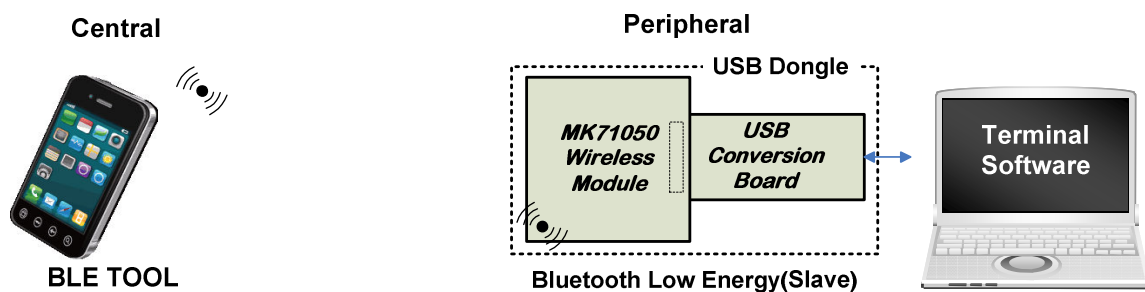 Central
BLE TOOL
Peripheral
USB Dongle
MK71050
Wireless
Module
USB
Conversion
Board
Bluetooth Low Energy(Slave)
Terminal
Software